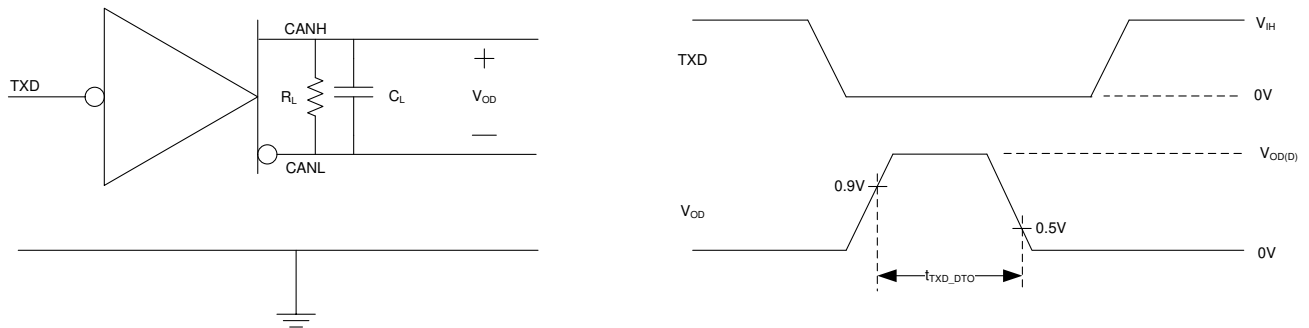 CANH
TXD
R_L
C_L
+
V_OD
—
CANL
TXD
V_IH
0V
V_OD
0.9V
V_OD(D)
0.5V
0V
t_TXD_DTO